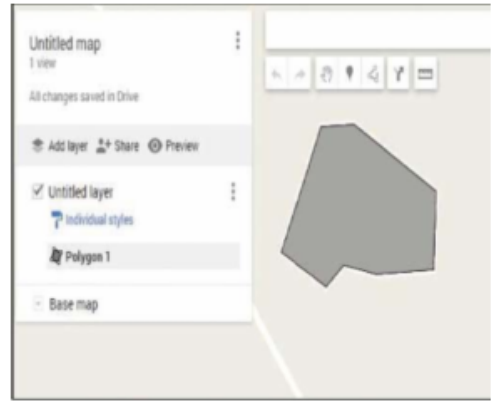 Untitled map
1 view
All changes saved in Drive
Add layer Share Preview
Untitled layer
Individual styles
Polygon 1
Base map